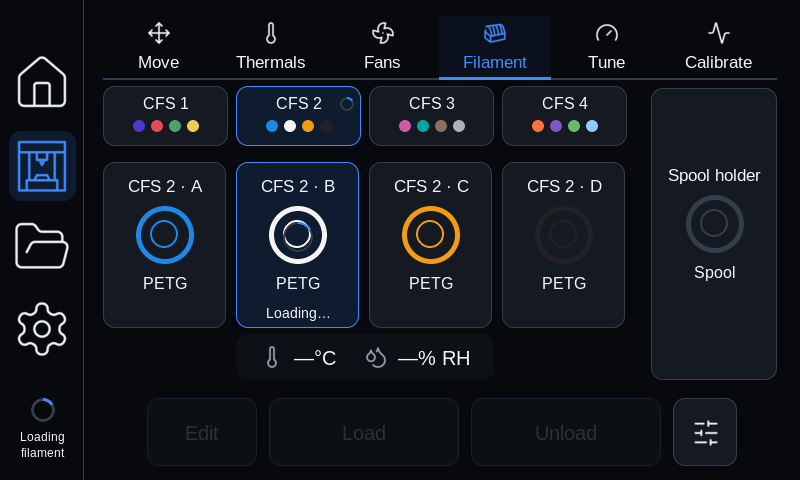 Move
Thermals
Fans
Filament
Tune
Calibrate
CFS 1
CFS 2
CFS 3
CFS 4
CFS 2 · A
PETG
CFS 2 · B
PETG
Loading…
CFS 2 · C
PETG
CFS 2 · D
PETG
Spool holder
Spool
—°C
—% RH
Edit
Load
Unload
Loading
filament